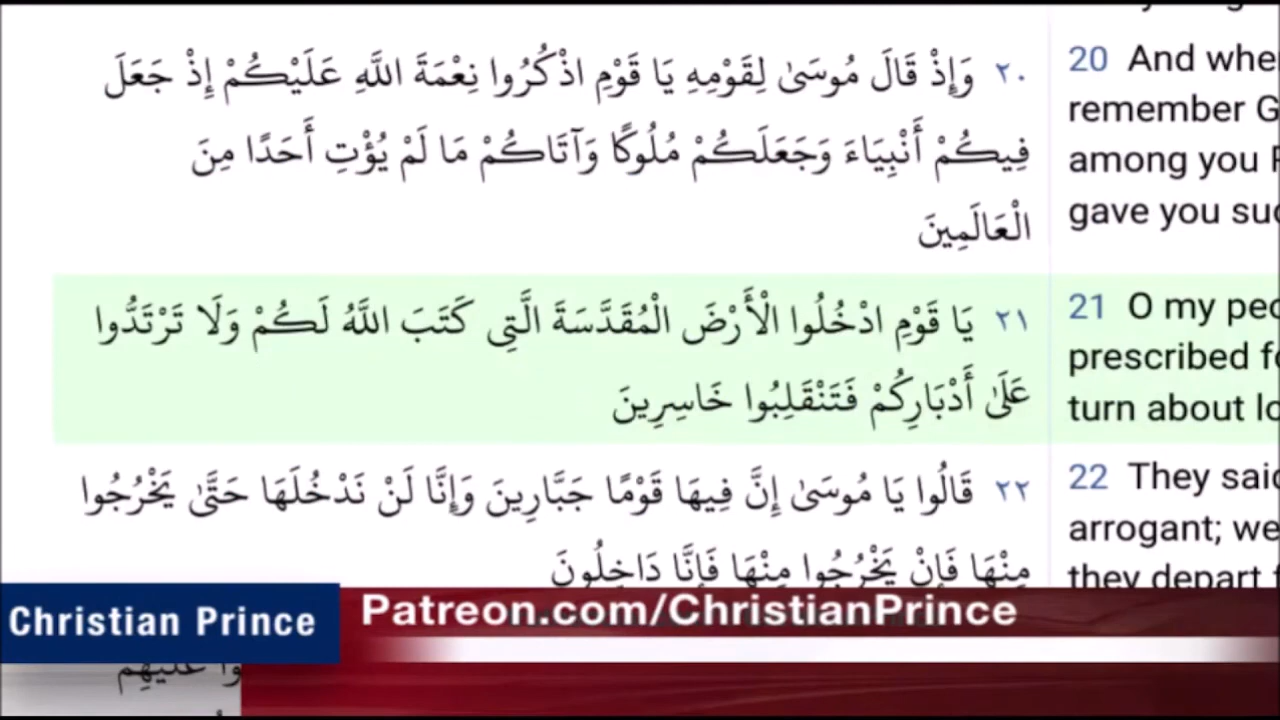 ٢٠ وَإِذْ قَالَ مُوسَىٰ لِقَوْمِهِ يَا قَوْمِ اذْكُرُوا نِعْمَةَ اللَّهِ عَلَيْكُمْ إِذْ جَعَلَ
فِيكُمْ أَنْبِيَاءَ وَجَعَلَكُمْ مُلُوكًا وَآتَاكُمْ مَا لَمْ يُؤْتِ أَحَدًا مِنَ
الْعَالَمِينَ
20 And whe
remember G
among you
gave you suc
٢١ يَا قَوْمِ ادْخُلُوا الْأَرْضَ الْمُقَدَّسَةَ الَّتِي كَتَبَ اللَّهُ لَكُمْ وَلَا تَرْتَدُّوا
عَلَىٰ أَدْبَارِكُمْ فَتَنْقَلِبُوا خَاسِرِينَ
21 O my peo
prescribed fo
turn about lo
٢٢ قَالُوا يَا مُوسَىٰ إِنَّ فِيهَا قَوْمًا جَبَّارِينَ وَإِنَّا لَنْ نَدْخُلَهَا حَتَّىٰ يَخْرُجُوا
مِنْهَا فَإِنْ يَخْرُجُوا مِنْهَا فَإِنَّا دَاخِلُونَ
22 They said
arrogant; we
they depart
Christian Prince
Patreon.com/ChristianPrince